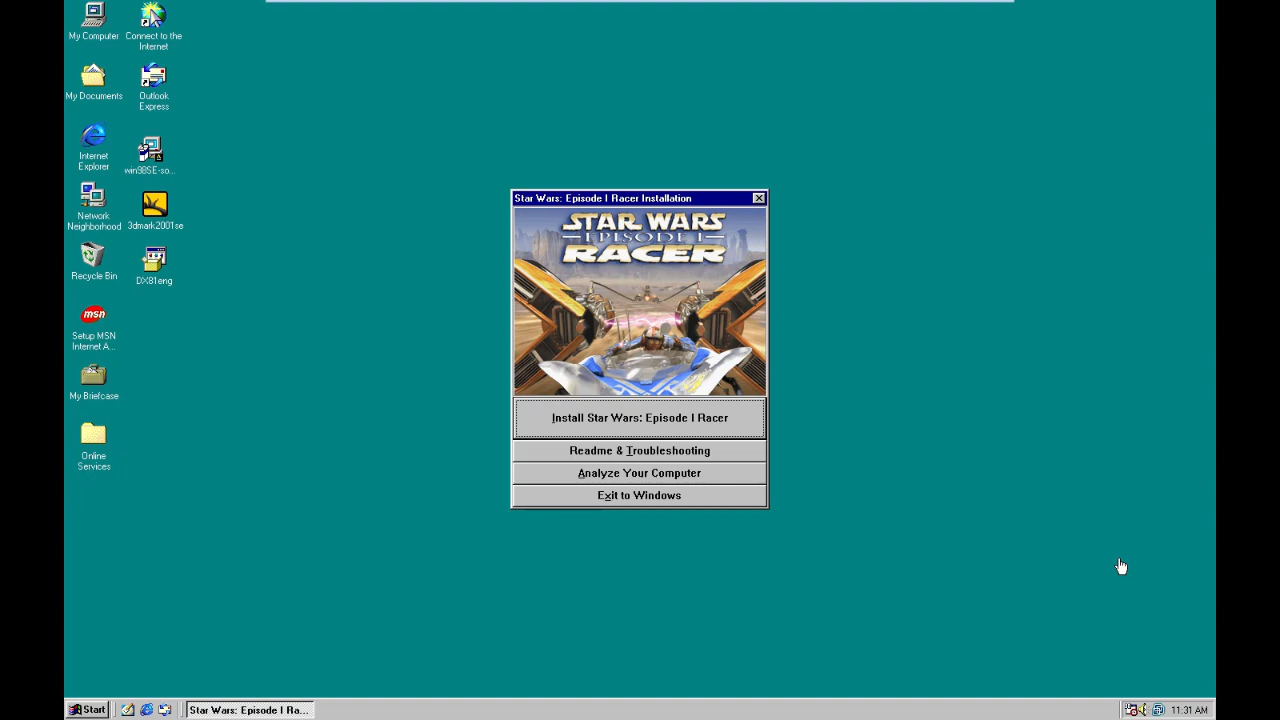 My Computer
Connect to the
Internet
My Documents
Outlook
Express
Internet
Explorer
win98SE-so...
Network
Neighborhood
3dmark2001se
Recycle Bin
DX81eng
msn
Setup MSN
Internet A...
My Briefcase
Online
Services
Star Wars: Episode I Racer Installation
STAR WARS
EPISODE I
RACER
Install Star Wars: Episode I Racer
Readme & Troubleshooting
Analyze Your Computer
Exit to Windows
Start
Star Wars: Episode I Ra...
11:31 AM